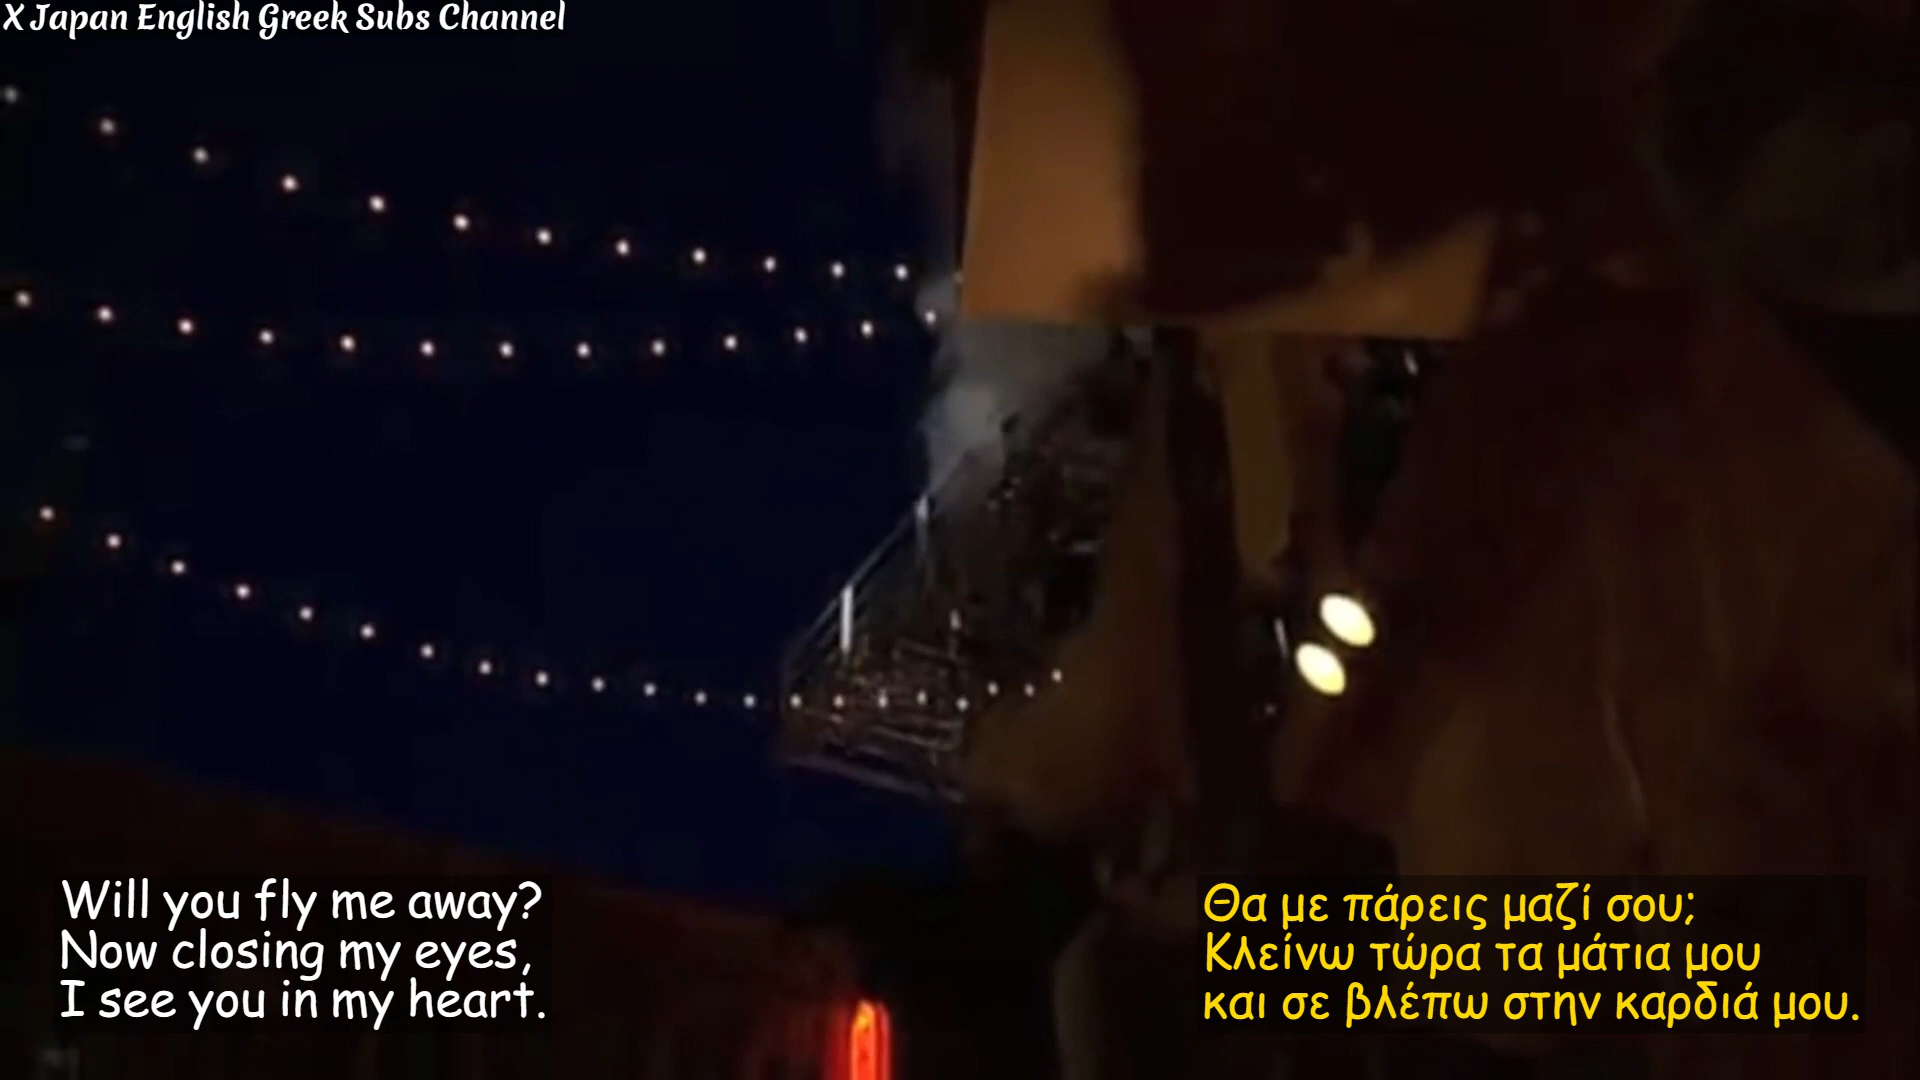 X Japan English Greek Subs Channel
Will you fly me away?
Now closing my eyes,
I see you in my heart.
Θα με πάρεις μαζί σου;
Κλείνω τώρα τα μάτια μου
και σε βλέπω στην καρδιά μου.